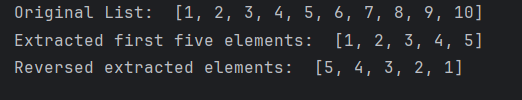 Original List:  [1, 2, 3, 4, 5, 6, 7, 8, 9, 10]
Extracted first five elements:  [1, 2, 3, 4, 5]
Reversed extracted elements:  [5, 4, 3, 2, 1]